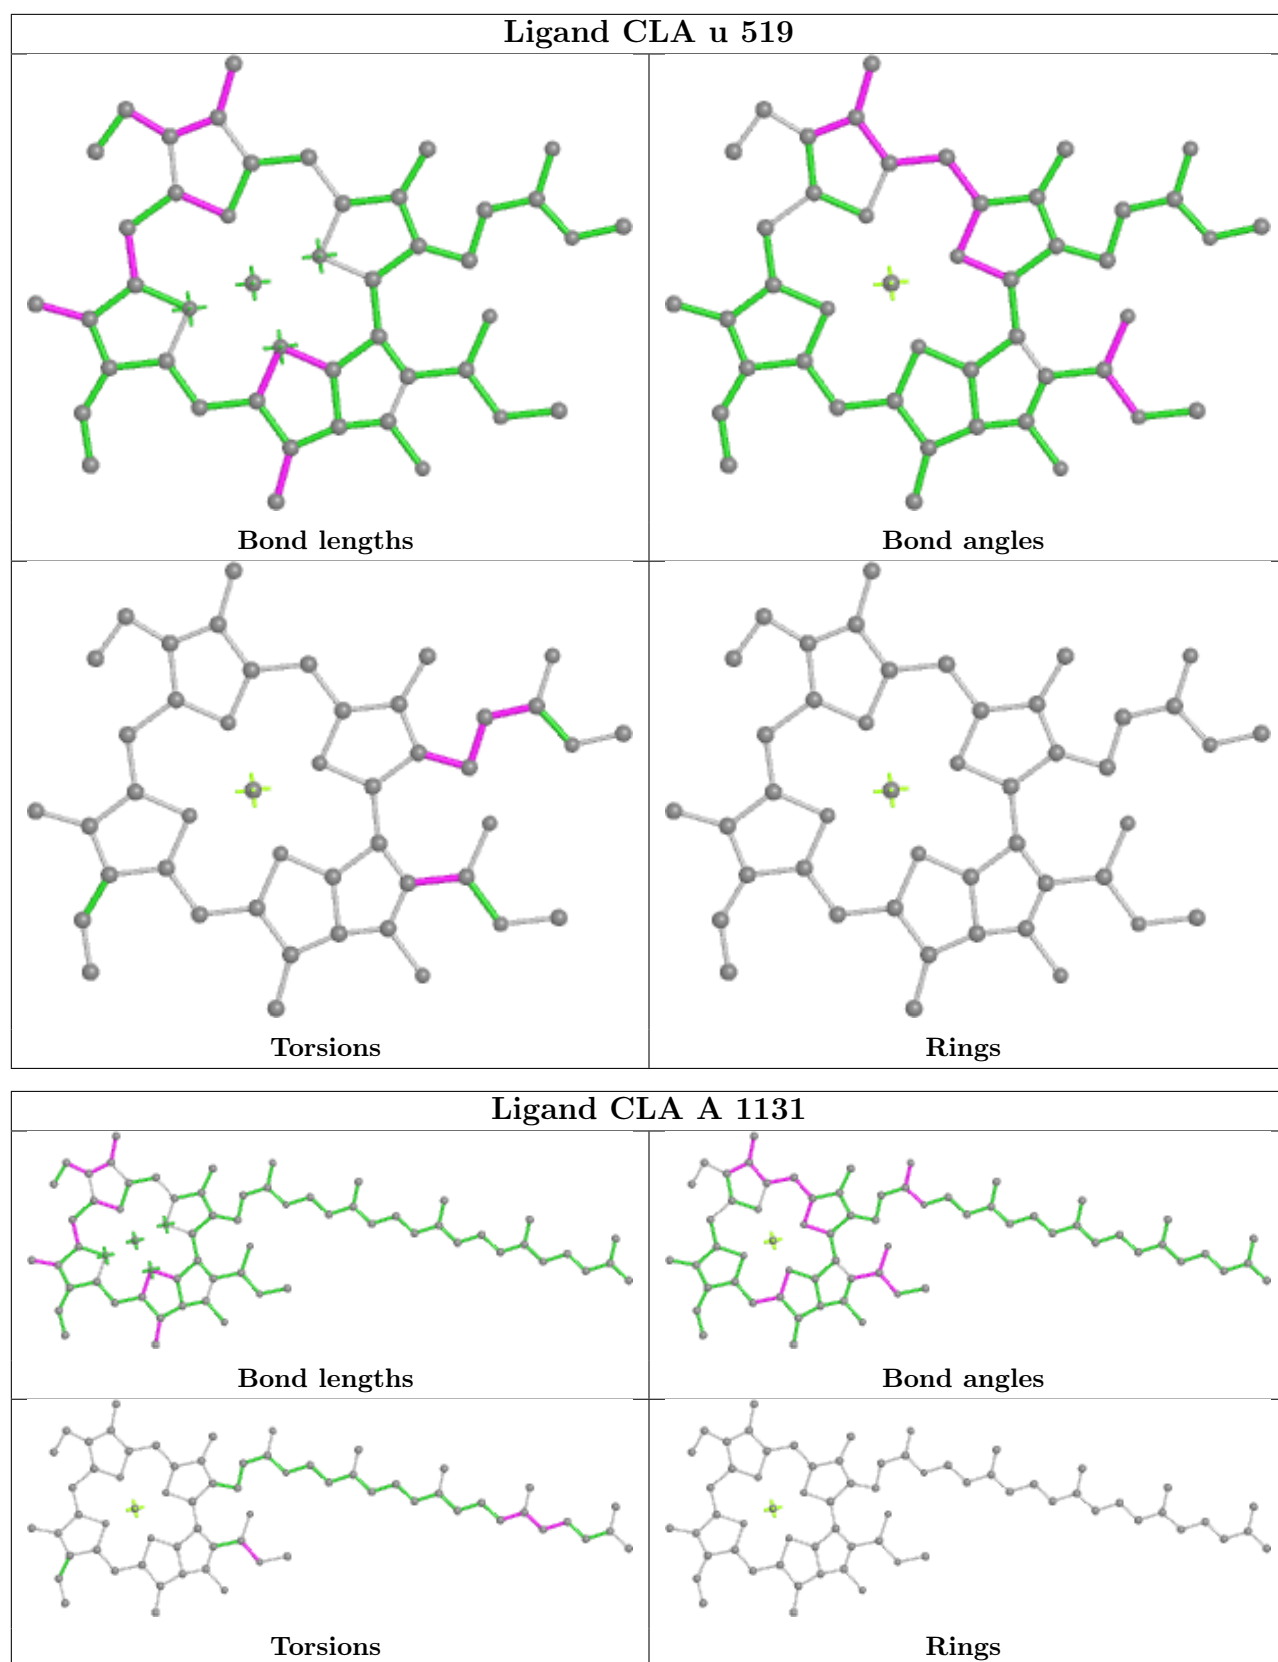 Ligand CLA u 519
Bond lengths
Bond angles
Torsions
Rings
Ligand CLA A 1131
Bond lengths
Bond angles
Torsions
Rings